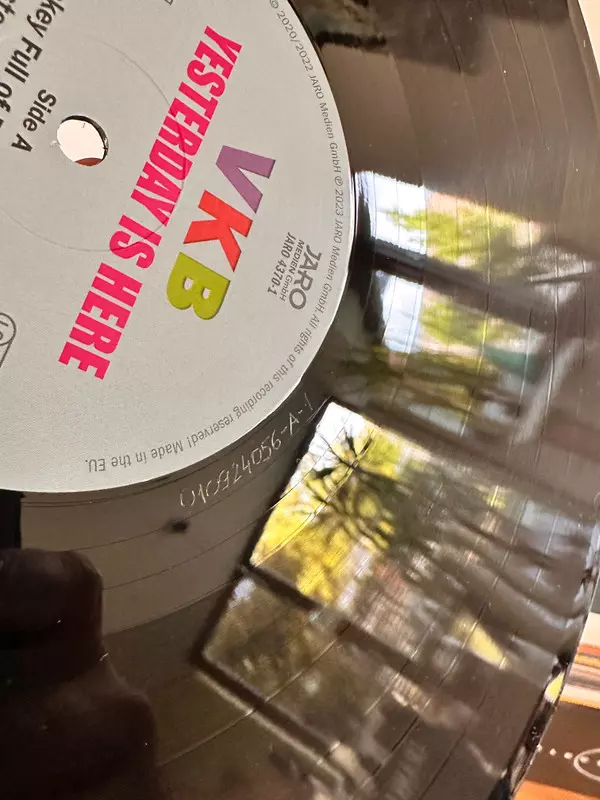 VKB
YESTERDAY IS HERE
Side A
key Full Of
JARO
MEDIEN GmbH
JARO 4370-1
© 2020/2022 JARO Medien GmbH ℗ 2023 JARO Medien GmbH. All rights of this recording reserved! Made in the EU.
016924056-A-1